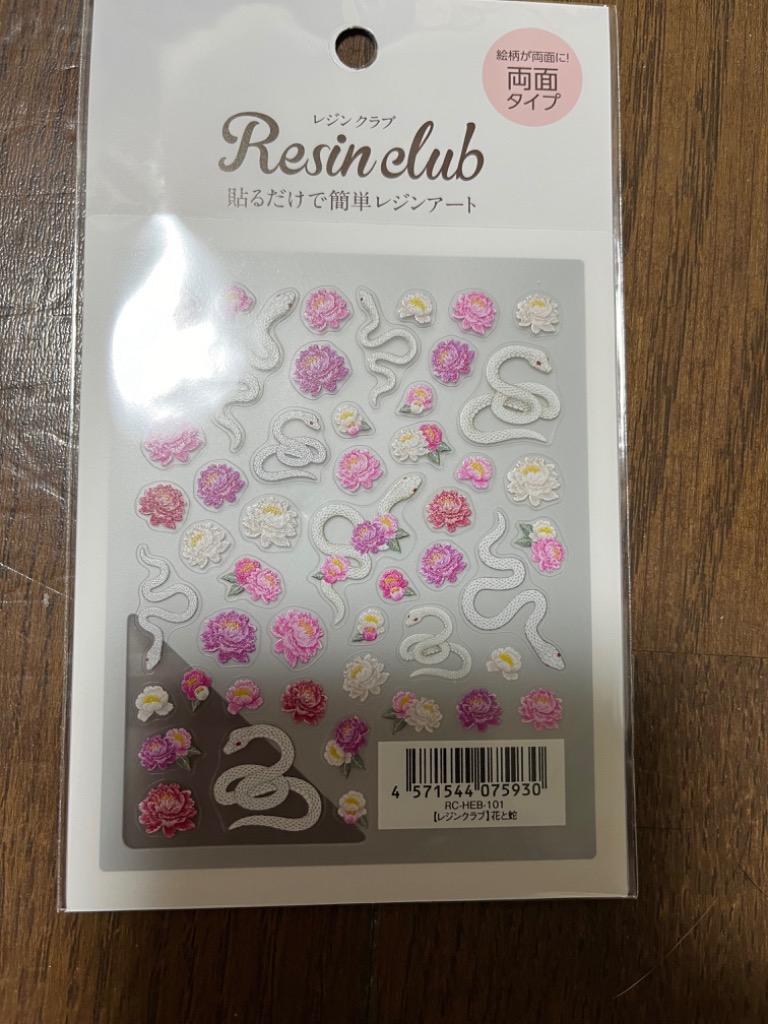 絵柄が両面に!
両面
タイプ
レジンクラブ
Resin club
貼るだけで簡単レジンアート
4 571544 075930
RC-HEB-101
【レジンクラブ】花と蛇